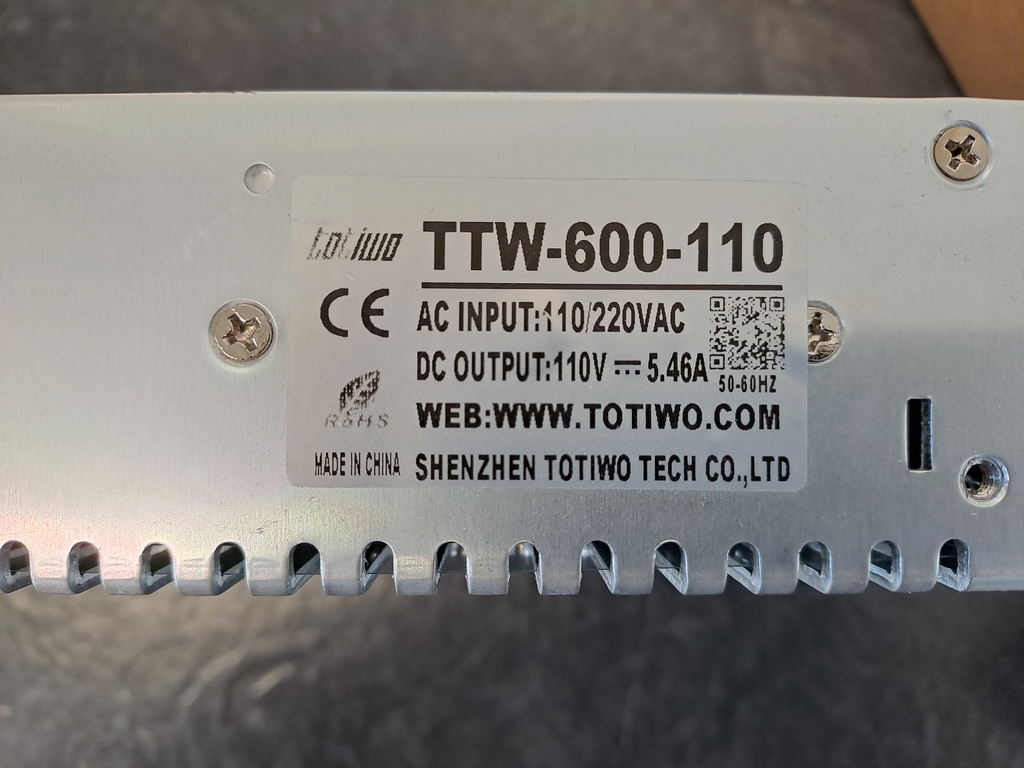 totiwo TTW-600-110
CE AC INPUT:110/220VAC
DC OUTPUT:110V ⎓ 5.46A
50-60HZ
RoHS WEB:WWW.TOTIWO.COM
MADE IN CHINA SHENZHEN TOTIWO TECH CO.,LTD